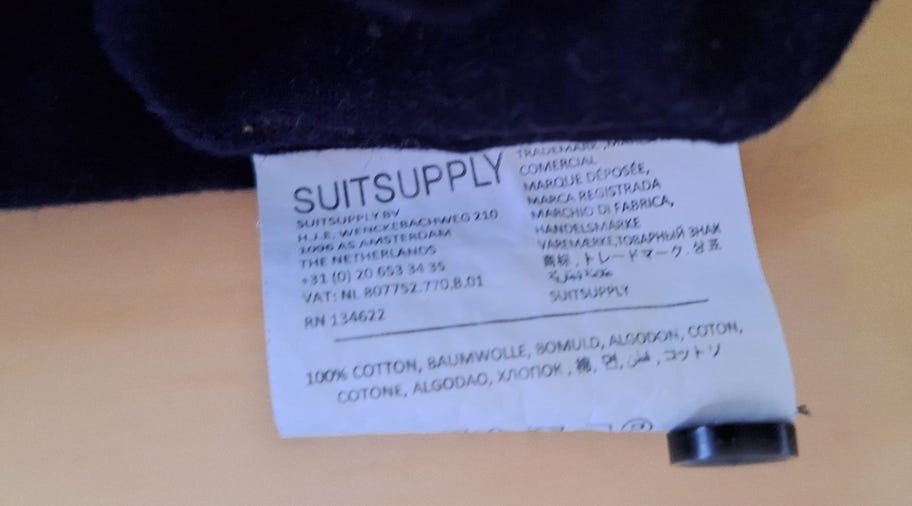 SUITSUPPLY
SUITSUPPLY BV
H.J.E. WENCKEBACHWEG 210
1096 AS AMSTERDAM
THE NETHERLANDS
+31 (0) 20 653 34 35
VAT: NL 807752.770.B.01
RN 134622
TRADEMARK
COMERCIAL
MARQUE DÉPOSÉE,
MARCA REGISTRADA
MARCHIO DI FABRICA,
HANDELSMARKE
VAREMÆRKE,ТОВАРНЫЙ ЗНАК
商标 , トレードマーク, 상표
SUITSUPPLY
100% COTTON, BAUMWOLLE, BOMULD, ALGODON, COTON,
COTONE, ALGODAO, ХЛОПОК , 棉, 면, قطن , コットン